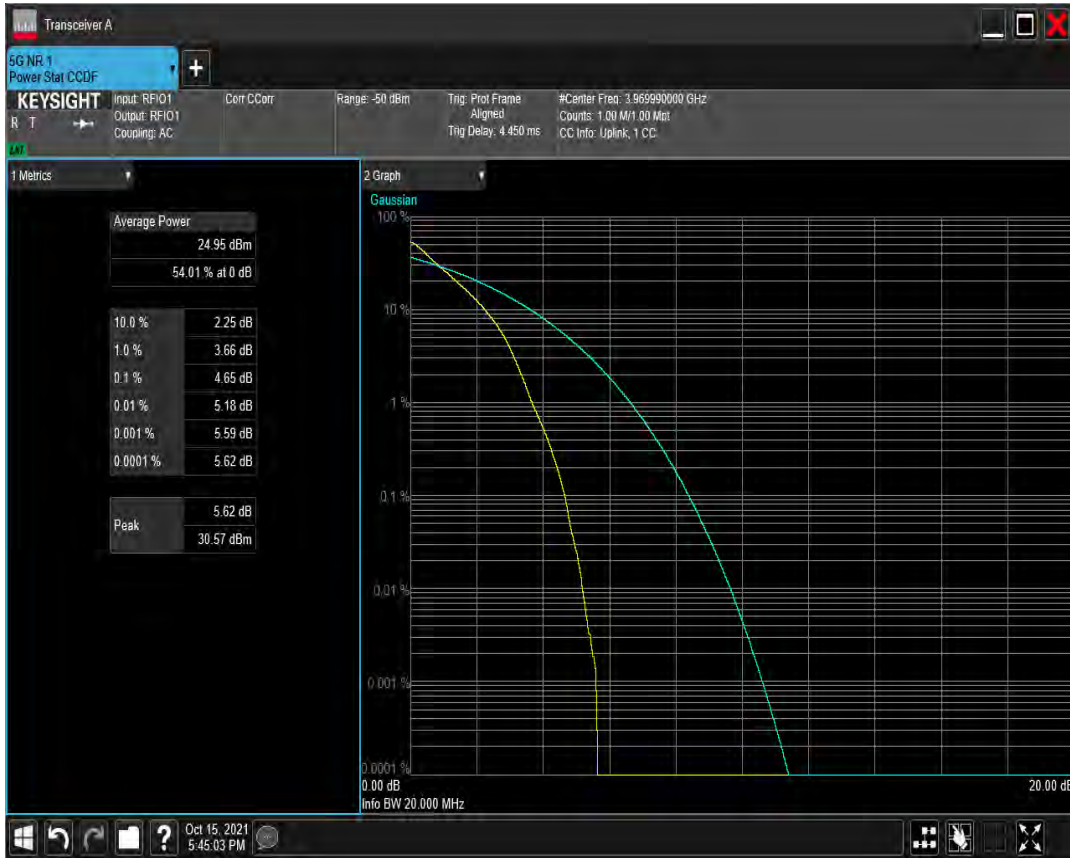 Transceiver A
5G NR 1
Power Stat CCDF
+
KEYSIGHT
R T
LXI
Input: RFIO1
Output: RFIO1
Coupling: AC
Corr CCorr
Range: -50 dBm
Trig: Prot Frame
Aligned
Trig Delay: 4.450 ms
#Center Freq: 3.969990000 GHz
Counts: 1.00 M/1.00 Mpt
CC Info: Uplink, 1 CC
1 Metrics
Average Power
24.95 dBm
54.01 % at 0 dB
10.0 % 2.25 dB
1.0 % 3.66 dB
0.1 % 4.65 dB
0.01 % 5.18 dB
0.001 % 5.59 dB
0.0001 % 5.62 dB
Peak
5.62 dB
30.57 dBm
2 Graph
Gaussian
100 %
10 %
1 %
0.1 %
0.01 %
0.001 %
0.0001 %
0.00 dB
20.00 dB
Info BW 20.000 MHz
?
Oct 15, 2021
5:45:03 PM